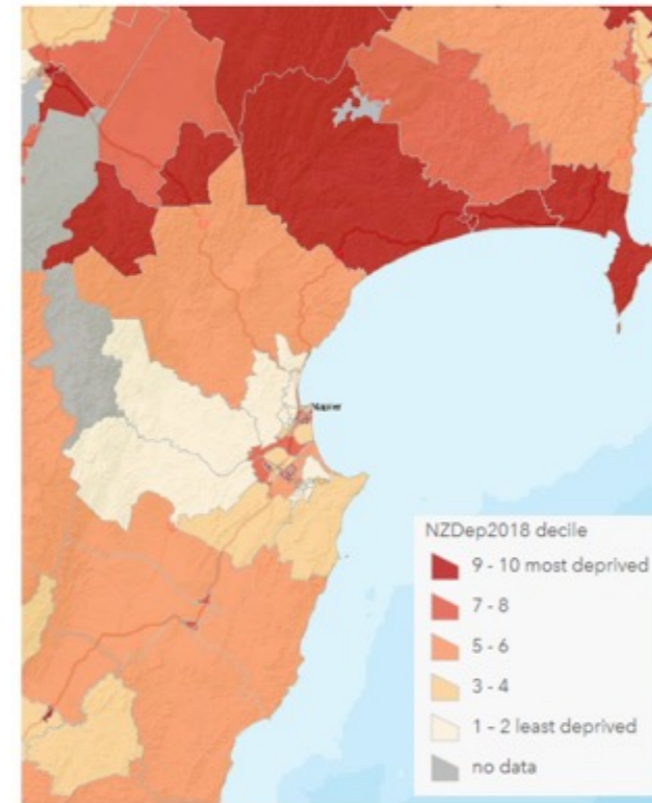 Napier
NZDep2018 decile
9 - 10 most deprived
7 - 8
5 - 6
3 - 4
1 - 2 least deprived
no data